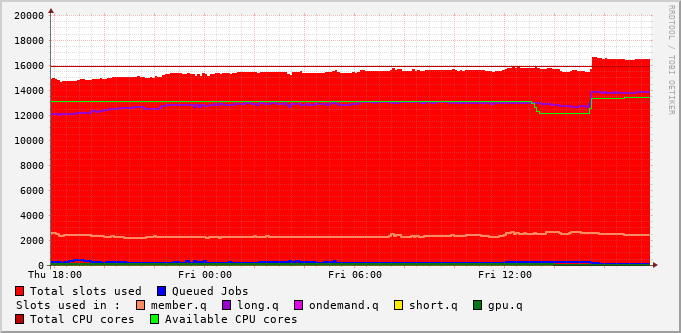 20000
18000
16000
14000
12000
10000
8000
6000
4000
2000
0
Thu 18:00 Fri 00:00 Fri 06:00 Fri 12:00
RRDTOOL / TOBI OETIKER
Total slots used Queued Jobs
Slots used in : member.q long.q ondemand.q short.q gpu.q
Total CPU cores Available CPU cores